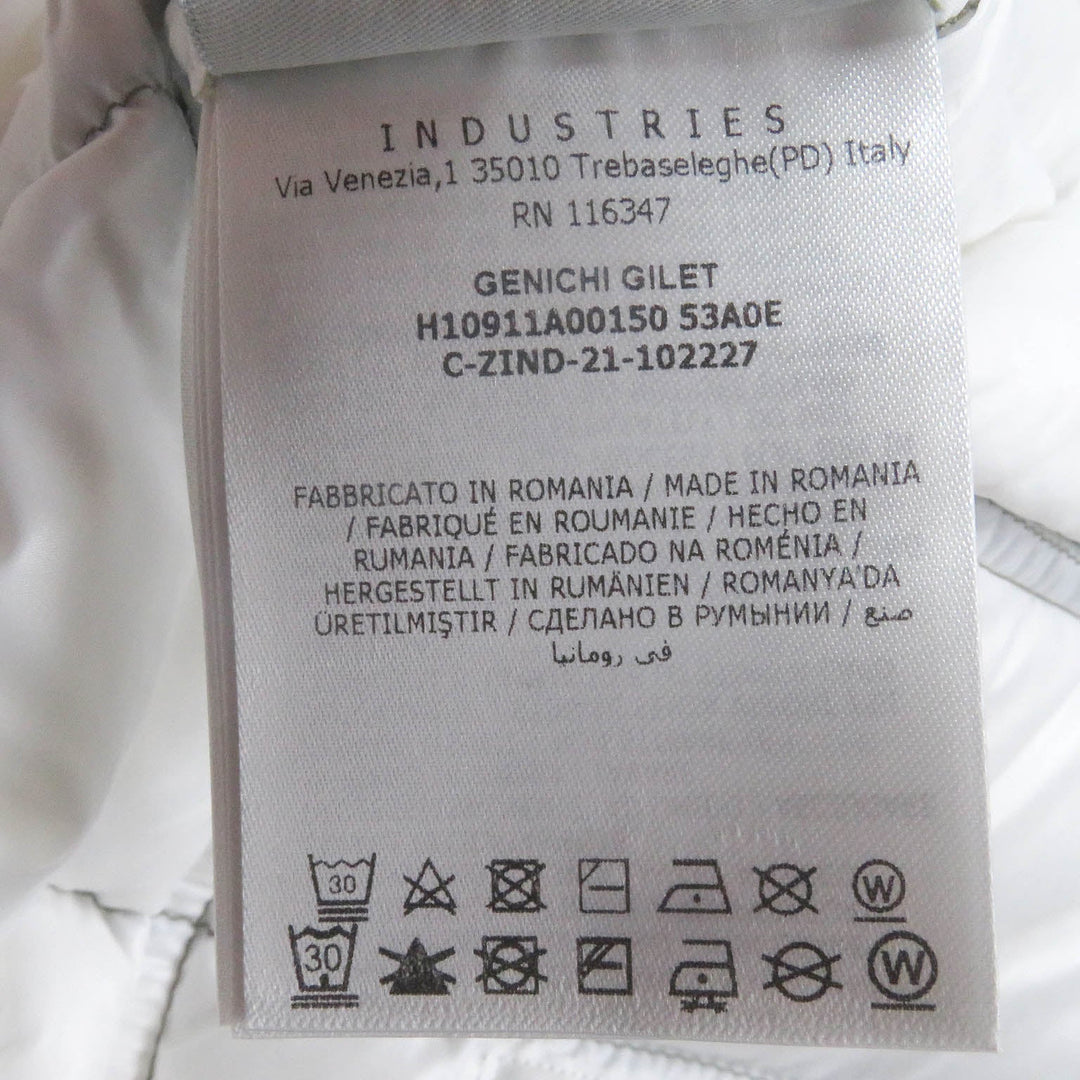 INDUSTRIES
Via Venezia,1 35010 Trebaseleghe(PD) Italy
RN 116347
GENICHI GILET
H10911A00150 53A0E
C-ZIND-21-102227
FABBRICATO IN ROMANIA / MADE IN ROMANIA
/ FABRIQUÉ EN ROUMANIE / HECHO EN
RUMANIA / FABRICADO NA ROMÉNIA /
HERGESTELLT IN RUMÄNIEN / ROMANYA'DA
ÜRETILMIŞTIR / СДЕЛАНО В РУМЫНИИ / صنع
في رومانيا
30 W
30 W